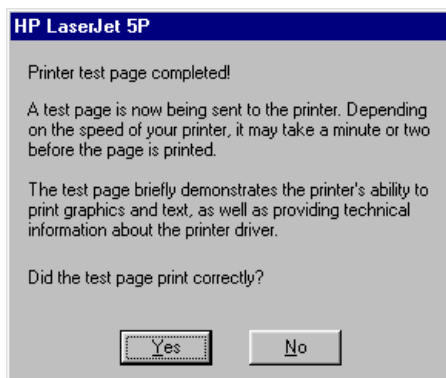 HP LaserJet 5P
Printer test page completed!
A test page is now being sent to the printer. Depending
on the speed of your printer, it may take a minute or two
before the page is printed.
The test page briefly demonstrates the printer's ability to
print graphics and text, as well as providing technical
information about the printer driver.
Did the test page print correctly?
Yes No